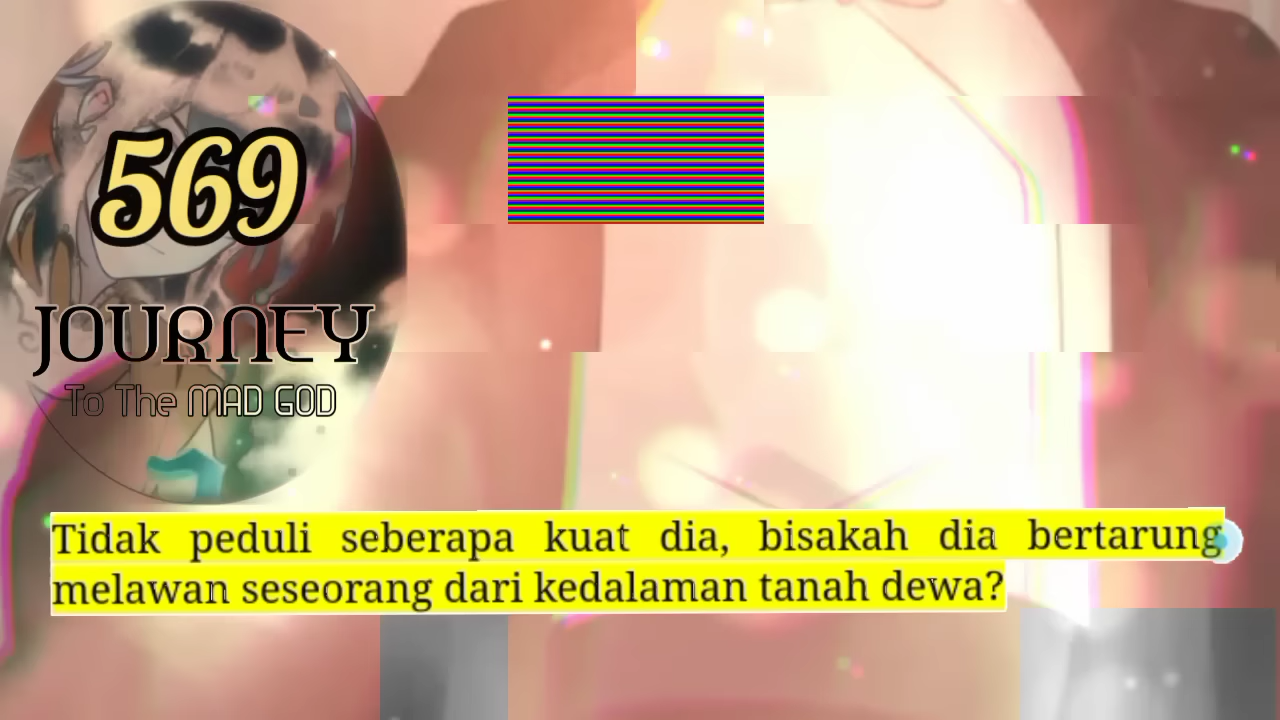 569
JOURNEY
To The MAD GOD
Tidak peduli seberapa kuat dia, bisakah dia bertarung
melawan seseorang dari kedalaman tanah dewa?